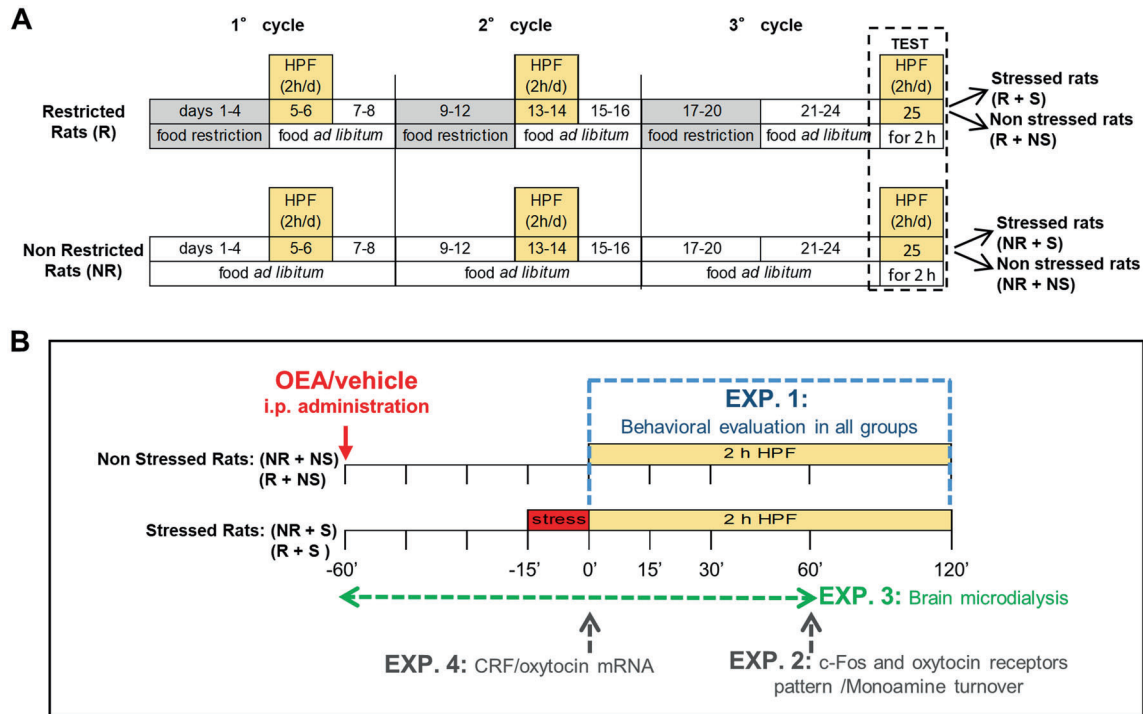 A
1° cycle 2° cycle 3° cycle
TEST
HPF (2h/d) HPF (2h/d) HPF (2h/d)
Restricted Rats (R)
days 1-4 5-6 7-8 9-12 13-14 15-16 17-20 21-24 25
food restriction food ad libitum food restriction food ad libitum food restriction food ad libitum for 2 h
Stressed rats
(R + S)
Non stressed rats
(R + NS)
HPF (2h/d) HPF (2h/d) HPF (2h/d)
Non Restricted Rats (NR)
days 1-4 5-6 7-8 9-12 13-14 15-16 17-20 21-24 25
food ad libitum food ad libitum food ad libitum for 2 h
Stressed rats
(NR + S)
Non stressed rats
(NR + NS)
B
OEA/vehicle
i.p. administration
EXP. 1:
Behavioral evaluation in all groups
Non Stressed Rats: (NR + NS)
(R + NS)
2 h HPF
Stressed Rats: (NR + S)
(R + S )
stress 2 h HPF
-60' -15' 0' 15' 30' 60' 120'
EXP. 3: Brain microdialysis
EXP. 4: CRF/oxytocin mRNA
EXP. 2: c-Fos and oxytocin receptors
pattern /Monoamine turnover